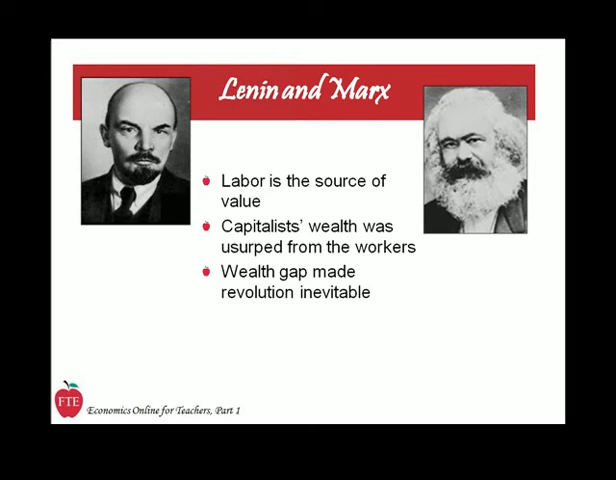 Lenin and Marx
Labor is the source of
value
Capitalists' wealth was
usurped from the workers
Wealth gap made
revolution inevitable
FTE
Economics Online for Teachers, Part 1